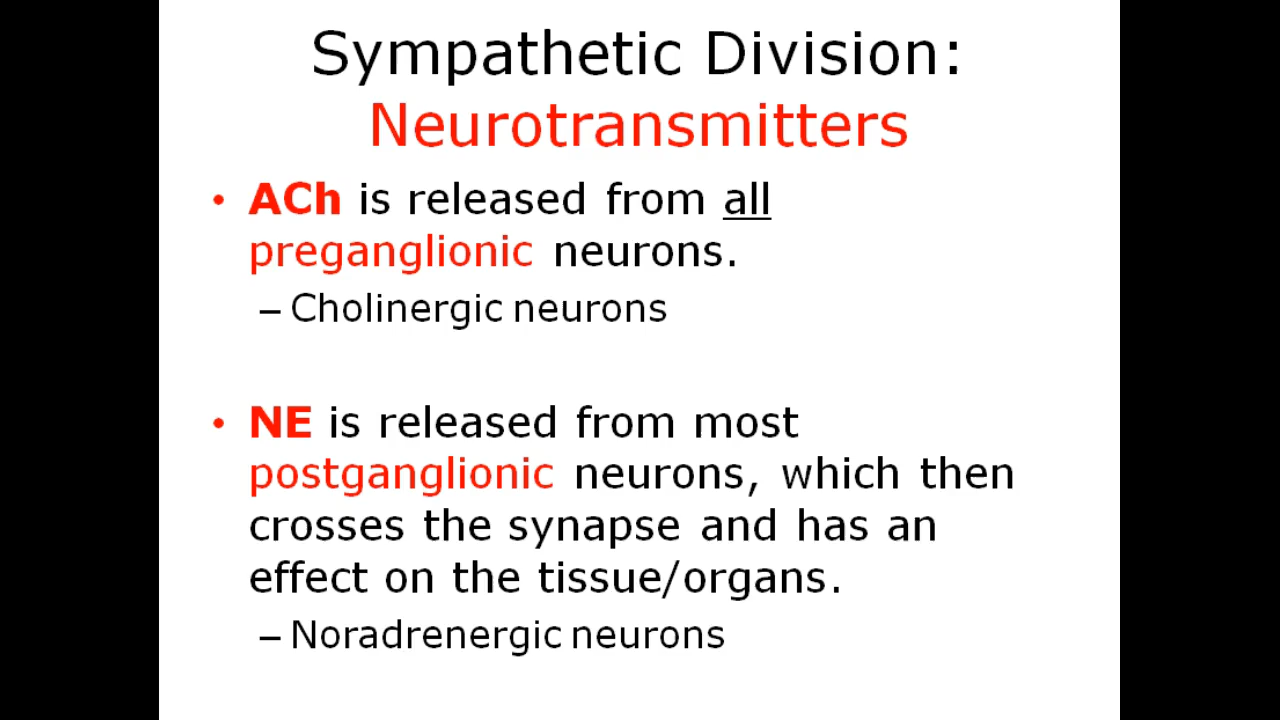 Sympathetic Division:
Neurotransmitters
• ACh is released from all
preganglionic neurons.
– Cholinergic neurons
• NE is released from most
postganglionic neurons, which then
crosses the synapse and has an
effect on the tissue/organs.
– Noradrenergic neurons